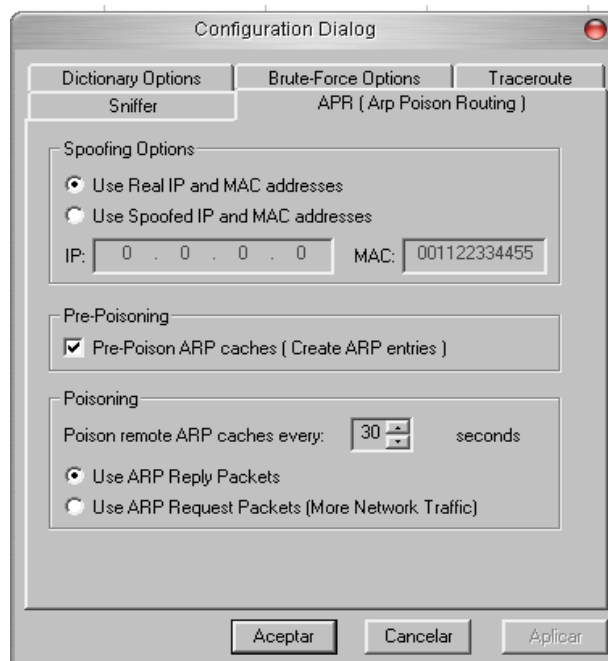 Configuration Dialog
Dictionary Options
Brute-Force Options
Traceroute
Sniffer
APR ( Arp Poison Routing )
Spoofing Options
Use Real IP and MAC addresses
Use Spoofed IP and MAC addresses
IP: 0 . 0 . 0 . 0 MAC: 001122334455
Pre-Poisoning
Pre-Poison ARP caches ( Create ARP entries )
Poisoning
Poison remote ARP caches every: 30 seconds
Use ARP Reply Packets
Use ARP Request Packets (More Network Traffic)
Aceptar Cancelar Aplicar